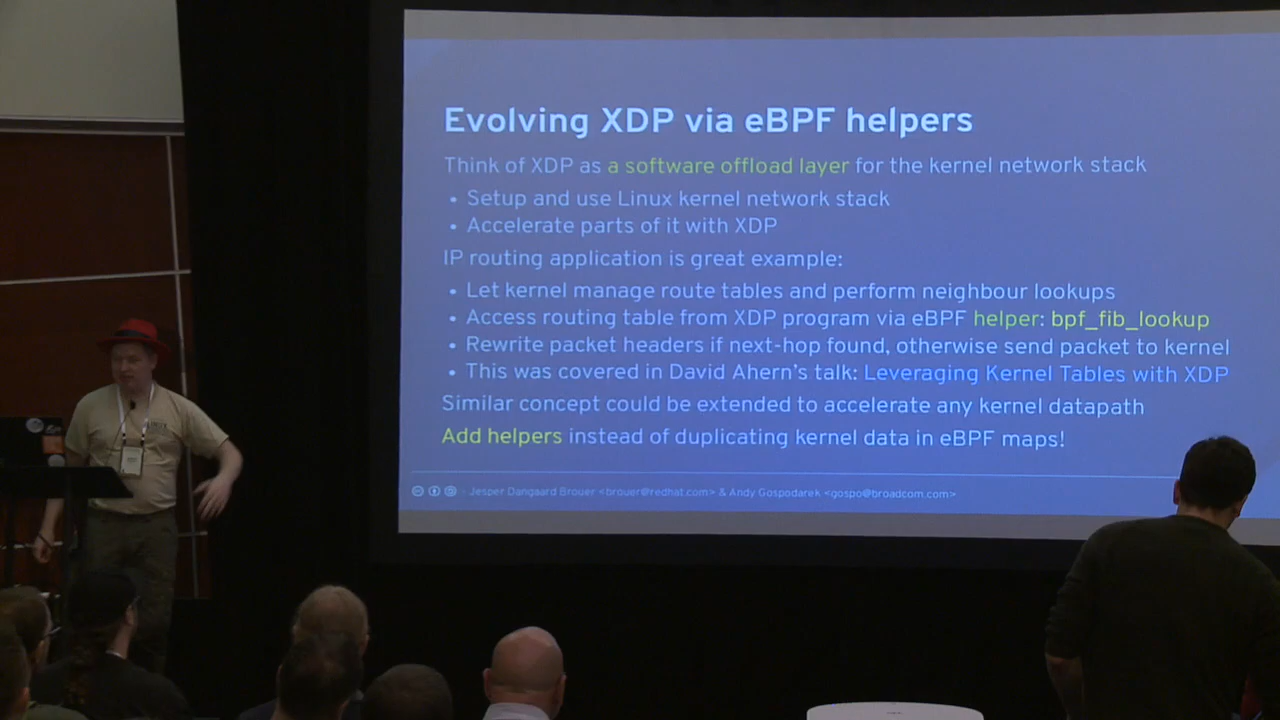 Evolving XDP via eBPF helpers
Think of XDP as a software offload layer for the kernel network stack
• Setup and use Linux kernel network stack
• Accelerate parts of it with XDP
IP routing application is great example:
• Let kernel manage route tables and perform neighbour lookups
• Access routing table from XDP program via eBPF helper: bpf_fib_lookup
• Rewrite packet headers if next-hop found, otherwise send packet to kernel
• This was covered in David Ahern's talk: Leveraging Kernel Tables with XDP
Similar concept could be extended to accelerate any kernel datapath
Add helpers instead of duplicating kernel data in eBPF maps!
- Jesper Dangaard Brouer <brouer@redhat.com> & Andy Gospodarek <gospo@broadcom.com>